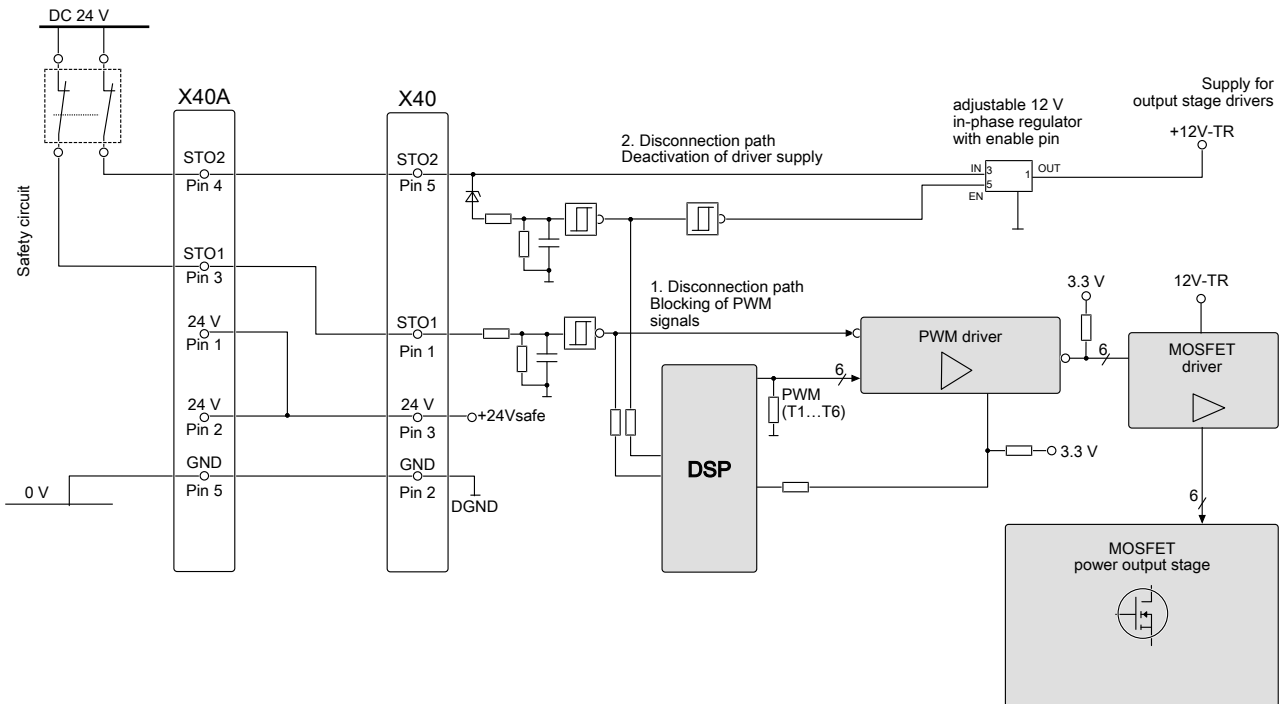 DC 24 V
Safety circuit
X40A
STO2
Pin 4
STO1
Pin 3
24 V
Pin 1
24 V
Pin 2
GND
Pin 5
0 V
X40
STO2
Pin 5
STO1
Pin 1
24 V
Pin 3
+24Vsafe
GND
Pin 2
DGND
2. Disconnection path
Deactivation of driver supply
1. Disconnection path
Blocking of PWM
signals
adjustable 12 V
in-phase regulator
with enable pin
IN 3
1 OUT
5
EN
Supply for
output stage drivers
+12V-TR
DSP
6
PWM
(T1…T6)
PWM driver
3.3 V
3.3 V
6
12V-TR
MOSFET
driver
6
MOSFET
power output stage